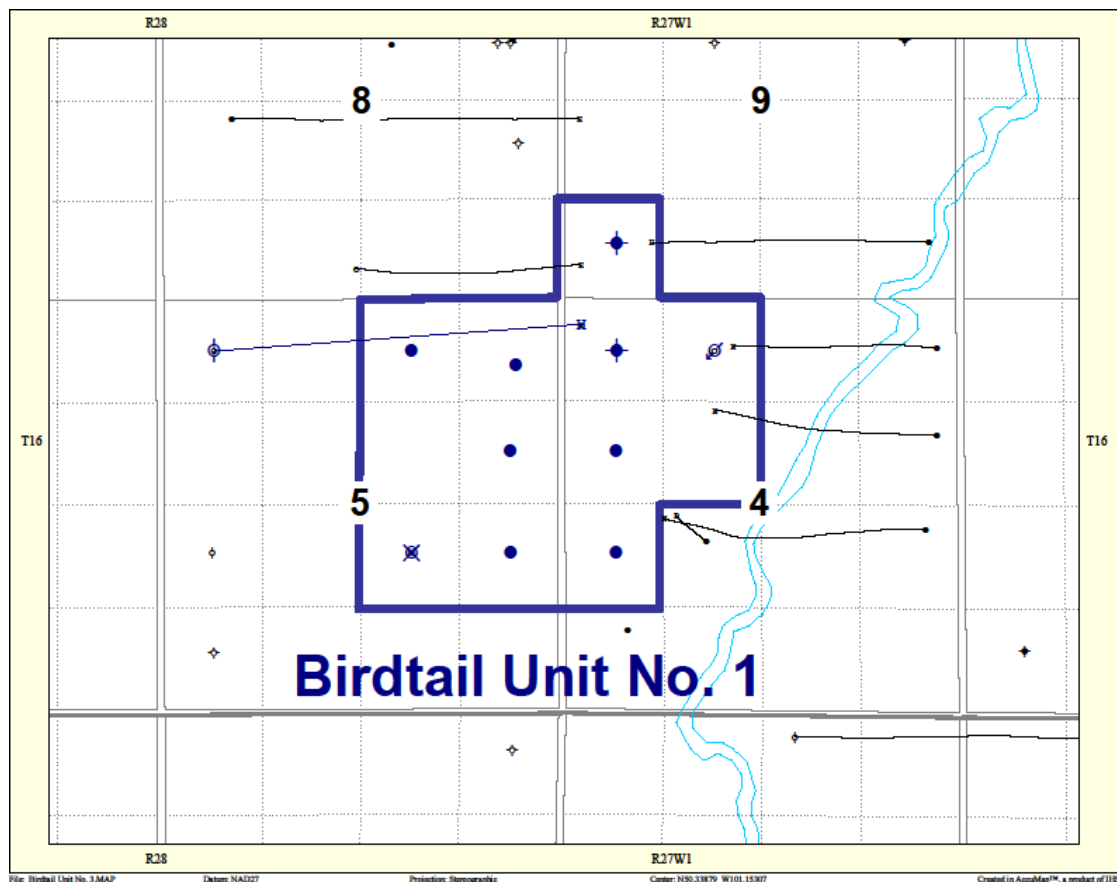 R28 R27W1
8 9
T16 T16
5 4
Birdtail Unit No. 1
R28 R27W1
File: Birdtail Unit No. 3.MAP Datum: NAD27 Projection: Stereographic Center: N50.33879 W101.15307 Created in AccuMap™, a product of IHS